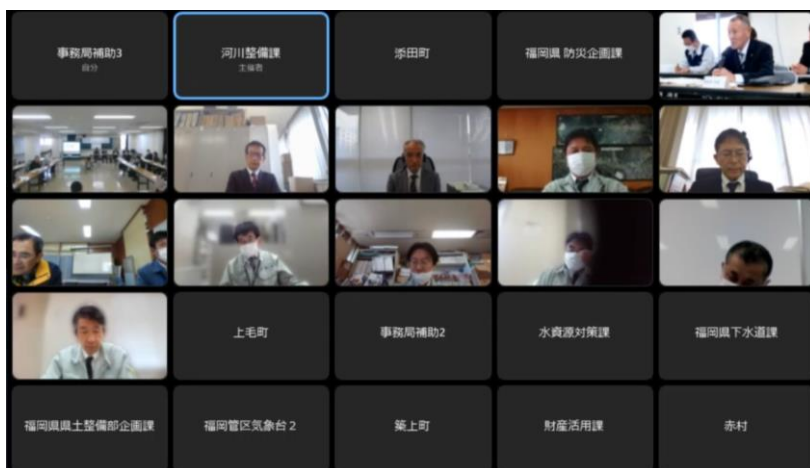 事務局補助3
自分
河川整備課
主催者
添田町
福岡県 防災企画課
上毛町
事務局補助2
水資源対策課
福岡県下水道課
福岡県県土整備部企画課
福岡管区気象台2
築上町
財産活用課
赤村